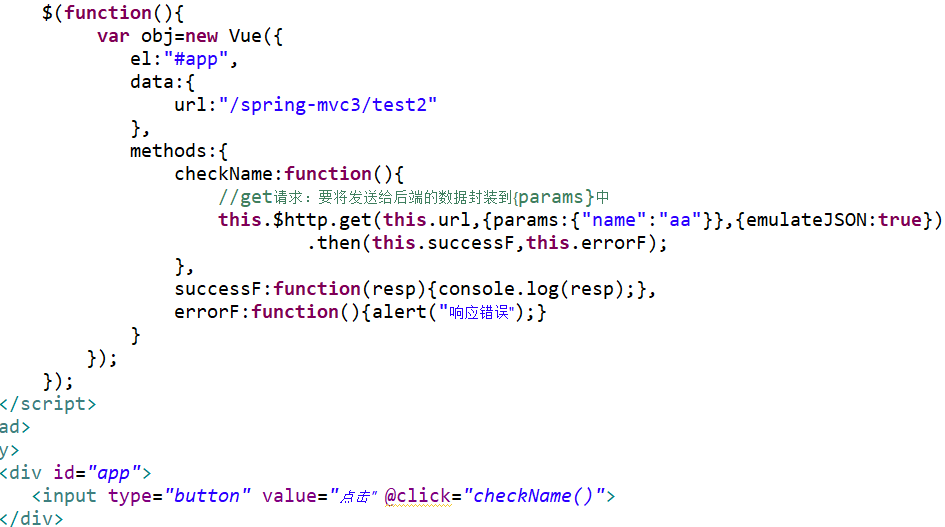 $(function(){
var obj=new Vue({
el:"#app",
data:{
url:"/spring-mvc3/test2"
},
methods:{
checkName:function(){
//get请求：要将发送给后端的数据封装到{params}中
this.$http.get(this.url,{params:{"name":"aa"}},{emulateJSON:true})
.then(this.successF,this.errorF);
},
successF:function(resp){console.log(resp);},
errorF:function(){alert("响应错误");}
}
});
});
</script>
ad>
y>
<div id="app">
<input type="button" value="点击" @click="checkName()">
</div>